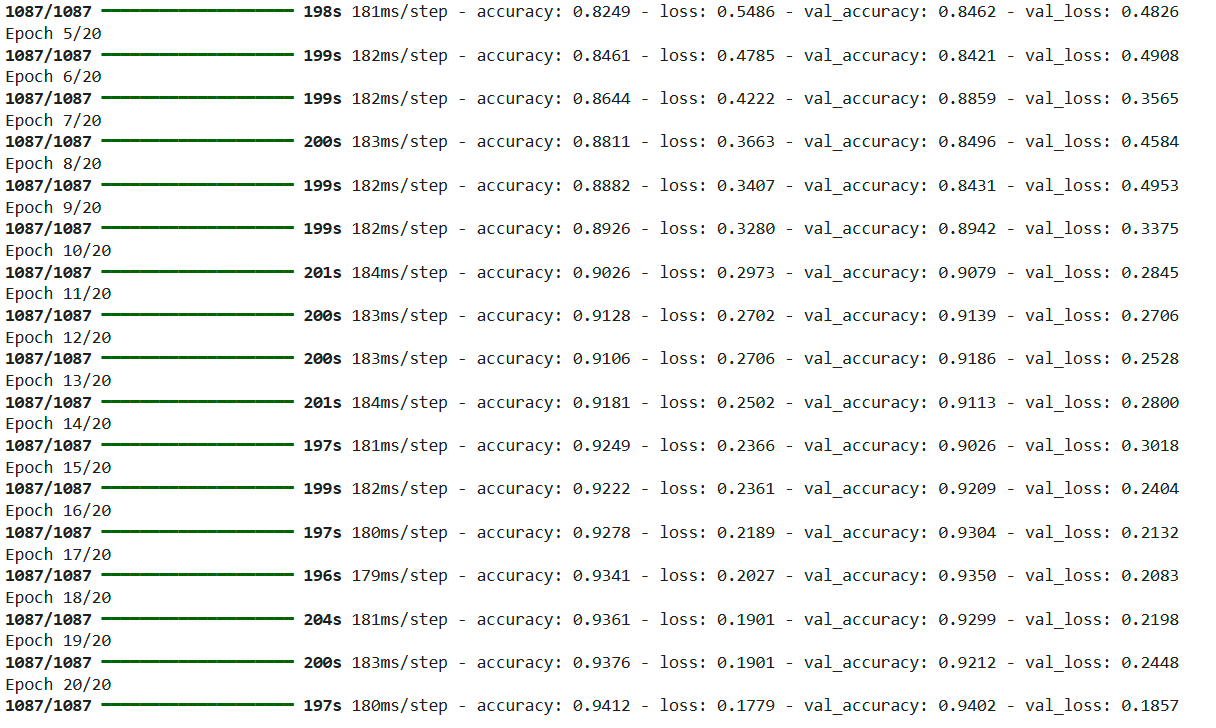 1087/1087 ━━━━━━━━━━━━━━━━━━━━ 198s 181ms/step - accuracy: 0.8249 - loss: 0.5486 - val_accuracy: 0.8462 - val_loss: 0.4826
Epoch 5/20
1087/1087 ━━━━━━━━━━━━━━━━━━━━ 199s 182ms/step - accuracy: 0.8461 - loss: 0.4785 - val_accuracy: 0.8421 - val_loss: 0.4908
Epoch 6/20
1087/1087 ━━━━━━━━━━━━━━━━━━━━ 199s 182ms/step - accuracy: 0.8644 - loss: 0.4222 - val_accuracy: 0.8859 - val_loss: 0.3565
Epoch 7/20
1087/1087 ━━━━━━━━━━━━━━━━━━━━ 200s 183ms/step - accuracy: 0.8811 - loss: 0.3663 - val_accuracy: 0.8496 - val_loss: 0.4584
Epoch 8/20
1087/1087 ━━━━━━━━━━━━━━━━━━━━ 199s 182ms/step - accuracy: 0.8882 - loss: 0.3407 - val_accuracy: 0.8431 - val_loss: 0.4953
Epoch 9/20
1087/1087 ━━━━━━━━━━━━━━━━━━━━ 199s 182ms/step - accuracy: 0.8926 - loss: 0.3280 - val_accuracy: 0.8942 - val_loss: 0.3375
Epoch 10/20
1087/1087 ━━━━━━━━━━━━━━━━━━━━ 201s 184ms/step - accuracy: 0.9026 - loss: 0.2973 - val_accuracy: 0.9079 - val_loss: 0.2845
Epoch 11/20
1087/1087 ━━━━━━━━━━━━━━━━━━━━ 200s 183ms/step - accuracy: 0.9128 - loss: 0.2702 - val_accuracy: 0.9139 - val_loss: 0.2706
Epoch 12/20
1087/1087 ━━━━━━━━━━━━━━━━━━━━ 200s 183ms/step - accuracy: 0.9106 - loss: 0.2706 - val_accuracy: 0.9186 - val_loss: 0.2528
Epoch 13/20
1087/1087 ━━━━━━━━━━━━━━━━━━━━ 201s 184ms/step - accuracy: 0.9181 - loss: 0.2502 - val_accuracy: 0.9113 - val_loss: 0.2800
Epoch 14/20
1087/1087 ━━━━━━━━━━━━━━━━━━━━ 197s 181ms/step - accuracy: 0.9249 - loss: 0.2366 - val_accuracy: 0.9026 - val_loss: 0.3018
Epoch 15/20
1087/1087 ━━━━━━━━━━━━━━━━━━━━ 199s 182ms/step - accuracy: 0.9222 - loss: 0.2361 - val_accuracy: 0.9209 - val_loss: 0.2404
Epoch 16/20
1087/1087 ━━━━━━━━━━━━━━━━━━━━ 197s 180ms/step - accuracy: 0.9278 - loss: 0.2189 - val_accuracy: 0.9304 - val_loss: 0.2132
Epoch 17/20
1087/1087 ━━━━━━━━━━━━━━━━━━━━ 196s 179ms/step - accuracy: 0.9341 - loss: 0.2027 - val_accuracy: 0.9350 - val_loss: 0.2083
Epoch 18/20
1087/1087 ━━━━━━━━━━━━━━━━━━━━ 204s 181ms/step - accuracy: 0.9361 - loss: 0.1901 - val_accuracy: 0.9299 - val_loss: 0.2198
Epoch 19/20
1087/1087 ━━━━━━━━━━━━━━━━━━━━ 200s 183ms/step - accuracy: 0.9376 - loss: 0.1901 - val_accuracy: 0.9212 - val_loss: 0.2448
Epoch 20/20
1087/1087 ━━━━━━━━━━━━━━━━━━━━ 197s 180ms/step - accuracy: 0.9412 - loss: 0.1779 - val_accuracy: 0.9402 - val_loss: 0.1857